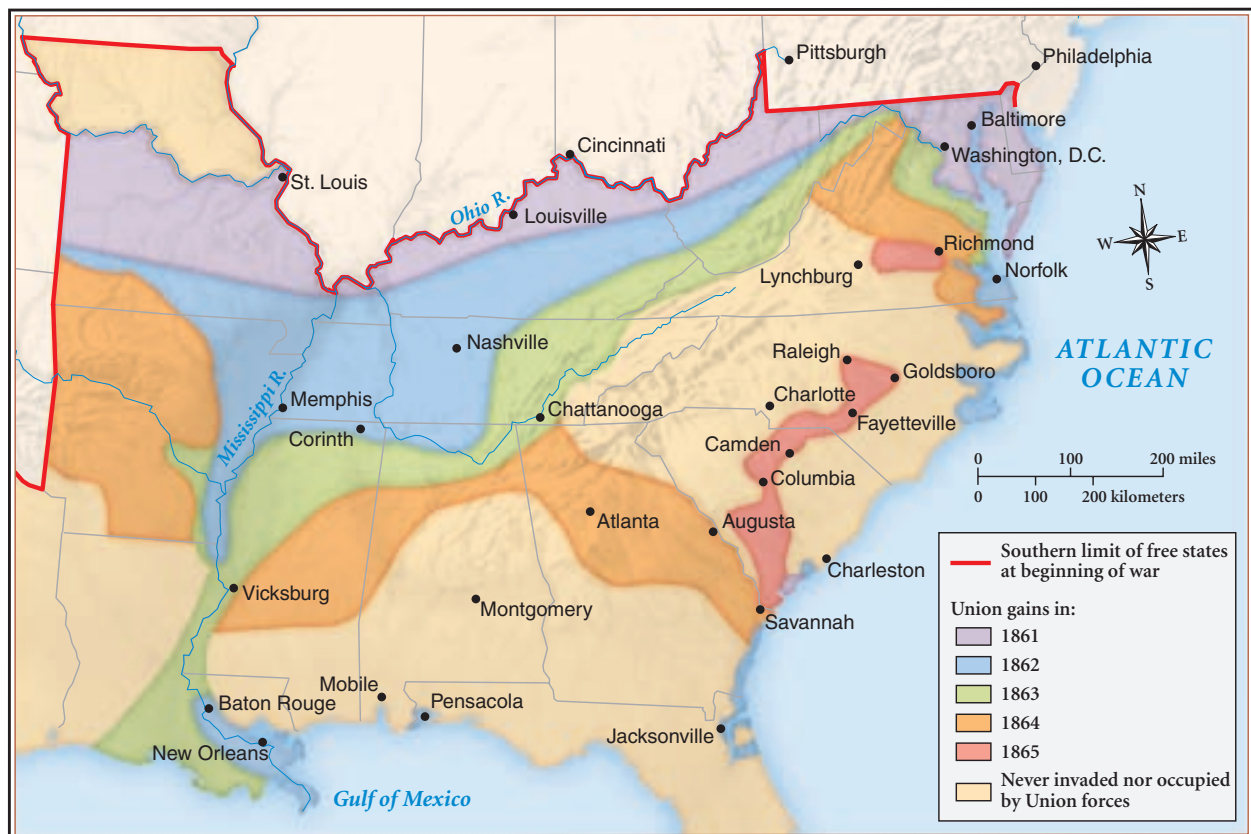 Pittsburgh
Philadelphia
Baltimore
Washington, D.C.
Cincinnati
St. Louis
Ohio R.
Louisville
N
W
E
S
Richmond
Lynchburg
Norfolk
Nashville
Raleigh
Goldsboro
ATLANTIC
OCEAN
Mississippi R.
Memphis
Charlotte
Chattanooga
Fayetteville
Corinth
Camden
Columbia
0 100 200 miles
0 100 200 kilometers
Atlanta
Augusta
Charleston
Vicksburg
Montgomery
Savannah
Mobile
Pensacola
Baton Rouge
New Orleans
Jacksonville
Gulf of Mexico
Southern limit of free states
at beginning of war
Union gains in:
1861
1862
1863
1864
1865
Never invaded nor occupied
by Union forces